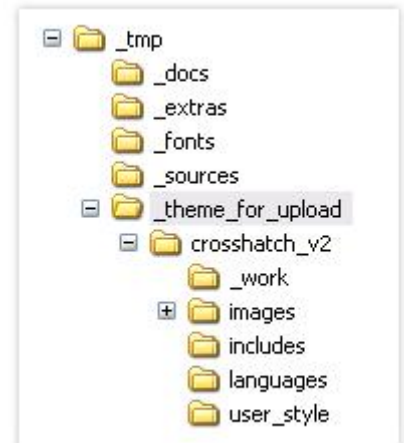 _tmp
_docs
_extras
_fonts
_sources
_theme_for_upload
crosshatch_v2
_work
images
includes
languages
user_style